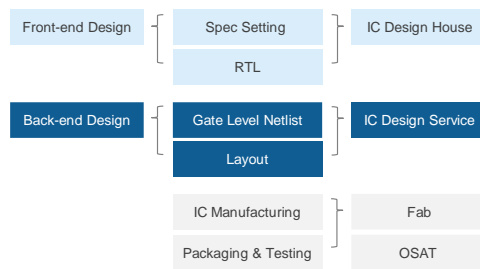 Front-end Design
Spec Setting
IC Design House
RTL
Back-end Design
Gate Level Netlist
IC Design Service
Layout
IC Manufacturing
Fab
Packaging & Testing
OSAT